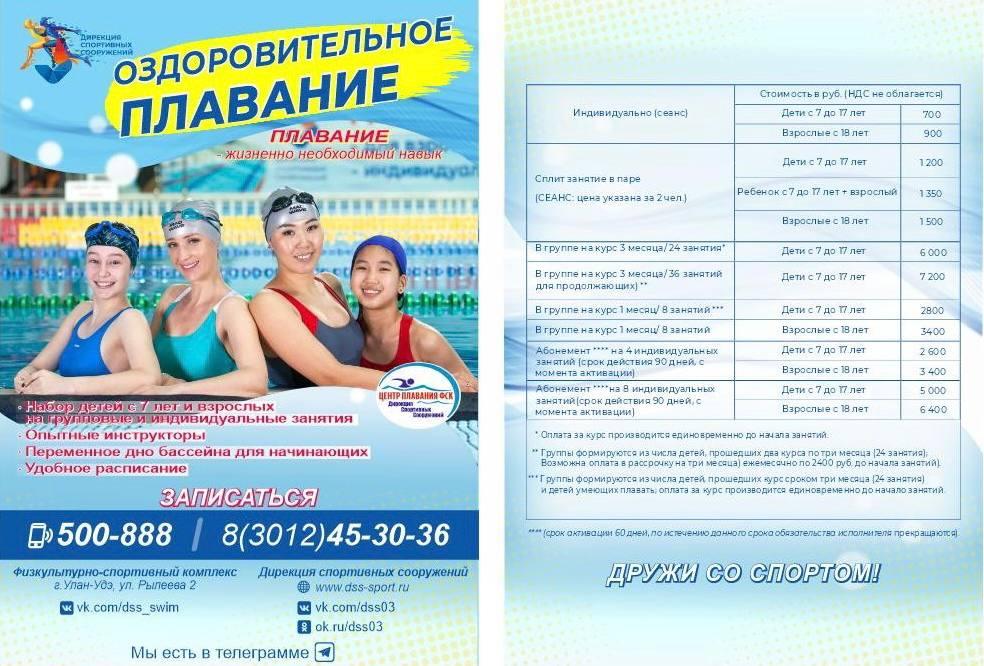 ДИРЕКЦИЯ
СПОРТИВНЫХ
СООРУЖЕНИЙ
ОЗДОРОВИТЕЛЬНОЕ
ПЛАВАНИЕ
ПЛАВАНИЕ
- жизненно необходимый навык
ЦЕНТР ПЛАВАНИЯ ФСК
Дирекция
Спортивных
Сооружений
· Набор детей с 7 лет и взрослых
на групповые и индивидуальные занятия
· Опытные инструкторы
· Переменное дно бассейна для начинающих
· Удобное расписание
ЗАПИСАТЬСЯ
500-888 / 8(3012)45-30-36
Физкультурно-спортивный комплекс
г.Улан-Удэ, ул. Рылеева 2
vk.com/dss_swim
Дирекция спортивных сооружений
www.dss-sport.ru
vk.com/dss03
ok.ru/dss03
Мы есть в телеграмме
Стоимость в руб. (НДС не облагается)
Индивидуально (сеанс)
Дети с 7 до 17 лет 700
Взрослые с 18 лет 900
Сплит занятие в паре
(СЕАНС: цена указана за 2 чел.)
Дети с 7 до 17 лет 1 200
Ребенок с 7 до 17 лет + взрослый 1 350
Взрослые с 18 лет 1 500
В группе на курс 3 месяца/ 24 занятия* Дети с 7 до 17 лет 6 000
В группе на курс 3 месяца/ 36 занятий
для продолжающих) ** Дети с 7 до 17 лет 7 200
В группе на курс 1 месяц/ 8 занятий *** Дети с 7 до 17 лет 2800
В группе на курс 1 месяц/ 8 занятий Взрослые с 18 лет 3400
Абонемент **** на 4 индивидуальных
занятий (срок действия 90 дней, с
момента активации)
Дети с 7 до 17 лет 2 600
Взрослые с 18 лет 3 400
Абонемент ****на 8 индивидуальных
занятий(срок действия 90 дней, с
момента активации)
Дети с 7 до 17 лет 5 000
Взрослые с 18 лет 6 400
* Оплата за курс производится единовременно до начала занятий.
** Группы формируются из числа детей, прошедших два курса по три месяца (24 занятия);
Возможна оплата в рассрочку на три месяца) ежемесячно по 2400 руб. до начала занятий).
*** Группы формируются из числа детей, прошедших курс сроком три месяца (24 занятия)
и детей умеющих плавать; оплата за курс производится единовременно до начало занятий.
**** (срок активации 60 дней, по истечению данного срока обязательства исполнителя прекращаются).
ДРУЖИ СО СПОРТОМ!